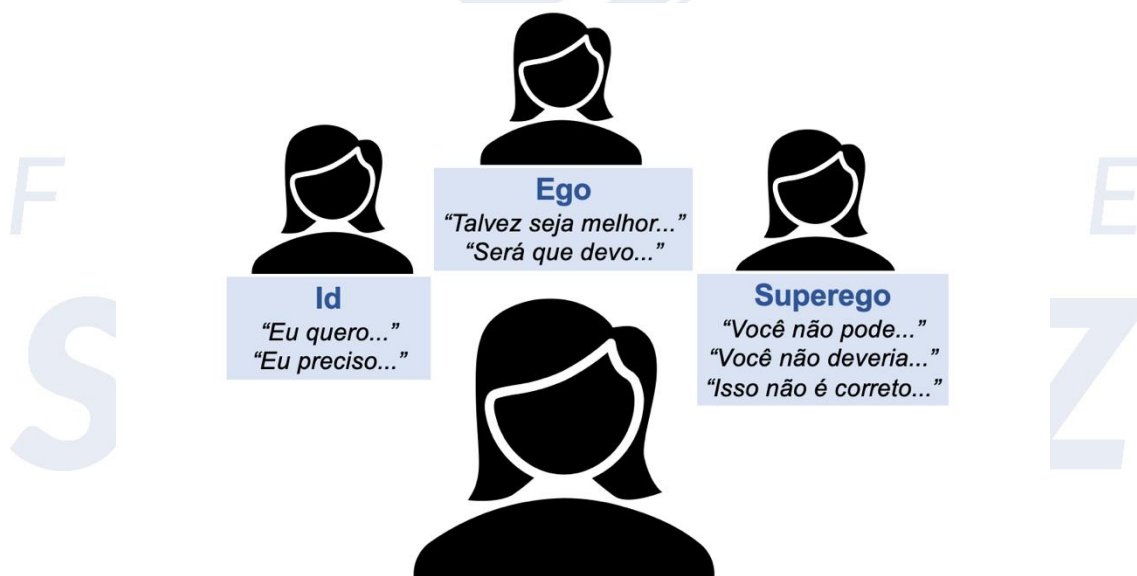 Ego
“Talvez seja melhor...”
“Será que devo...”
Id
“Eu quero...”
“Eu preciso...”
Superego
“Você não pode...”
“Você não deveria...”
“Isso não é correto...”
F
E
S
Z